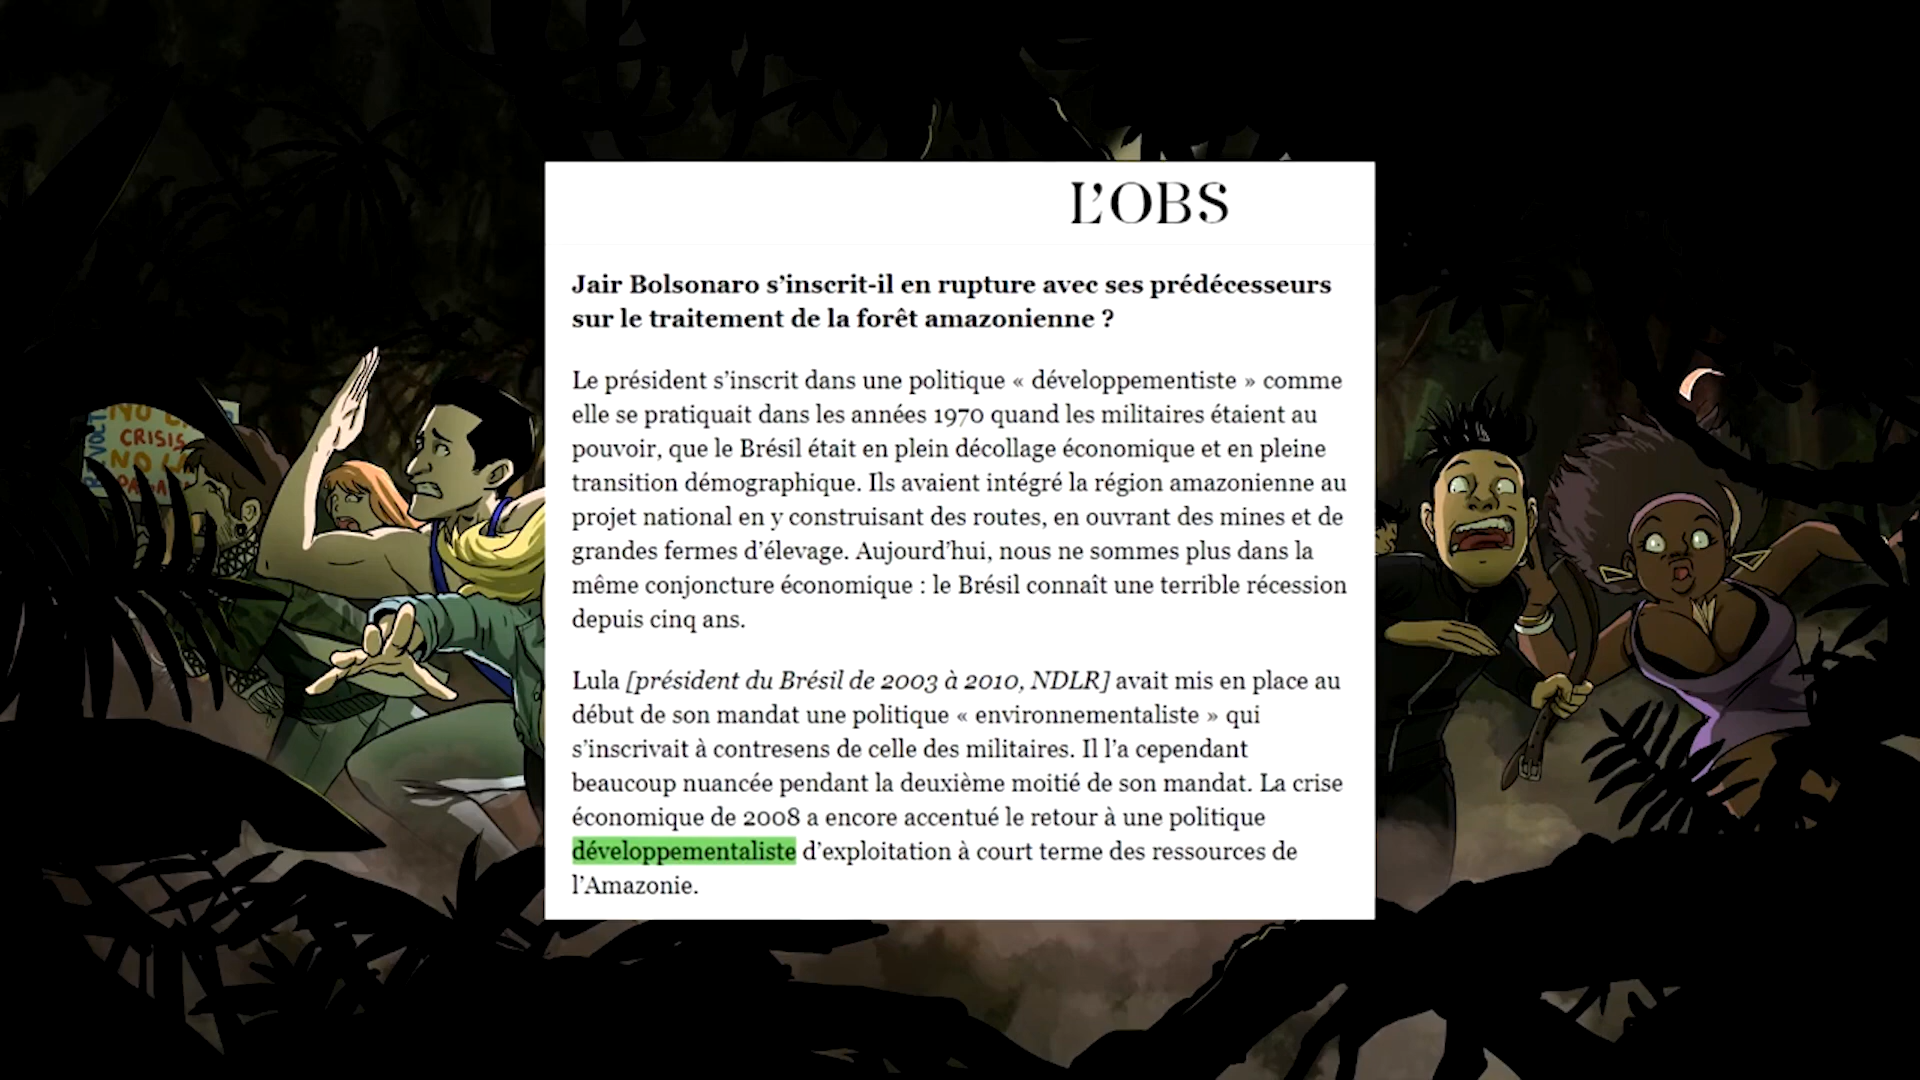 L'OBS
Jair Bolsonaro s'inscrit-il en rupture avec ses prédécesseurs
sur le traitement de la forêt amazonienne ?
Le président s'inscrit dans une politique « développementiste » comme
elle se pratiquait dans les années 1970 quand les militaires étaient au
pouvoir, que le Brésil était en plein décollage économique et en pleine
transition démographique. Ils avaient intégré la région amazonienne au
projet national en y construisant des routes, en ouvrant des mines et de
grandes fermes d'élevage. Aujourd'hui, nous ne sommes plus dans la
même conjoncture économique : le Brésil connaît une terrible récession
depuis cinq ans.
Lula [président du Brésil de 2003 à 2010, NDLR] avait mis en place au
début de son mandat une politique « environnementaliste » qui
s'inscrivait à contresens de celle des militaires. Il l'a cependant
beaucoup nuancée pendant la deuxième moitié de son mandat. La crise
économique de 2008 a encore accentué le retour à une politique
développementaliste d'exploitation à court terme des ressources de
l'Amazonie.
CRISIS